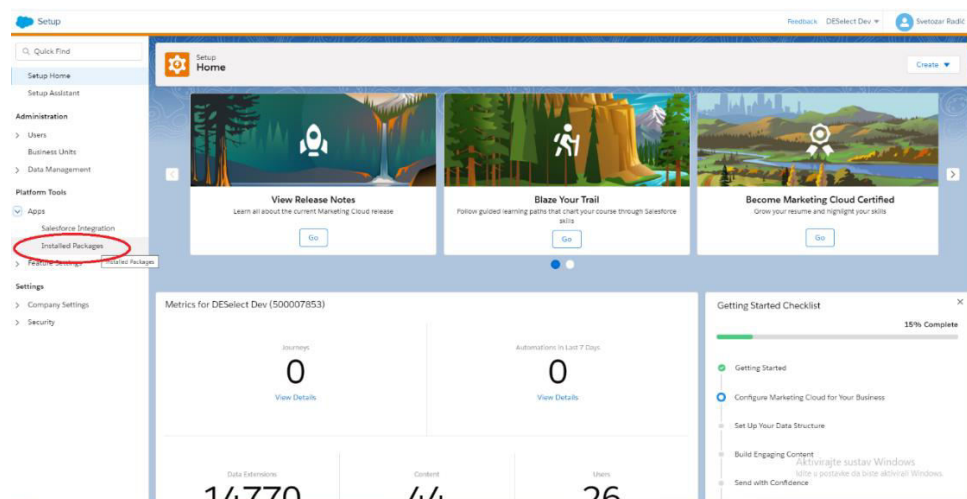 Setup
Feedback
DESelect Dev
Svetozar Radić
Quick Find
Setup Home
Setup Assistant
Administration
Users
Business Units
Data Management
Platform Tools
Apps
Salesforce Integration
Installed Packages
Feature Settings
Installed Packages
Settings
Company Settings
Security
Setup
Home
Create
View Release Notes
Learn all about the current Marketing Cloud release
Go
Blaze Your Trail
Follow guided learning paths that chart your course through Salesforce
skills
Go
Become Marketing Cloud Certified
Grow your resume and highlight your skills
Go
Metrics for DESelect Dev (500007853)
Journeys
0
View Details
Automations in Last 7 Days
0
View Details
Data Extensions
14770
Content
44
Users
26
Getting Started Checklist
15% Complete
Getting Started
Configure Marketing Cloud for Your Business
Set Up Your Data Structure
Build Engaging Content
Send with Confidence
Aktivirajte sustav Windows
Idite u postavke da biste aktivirali Windows.